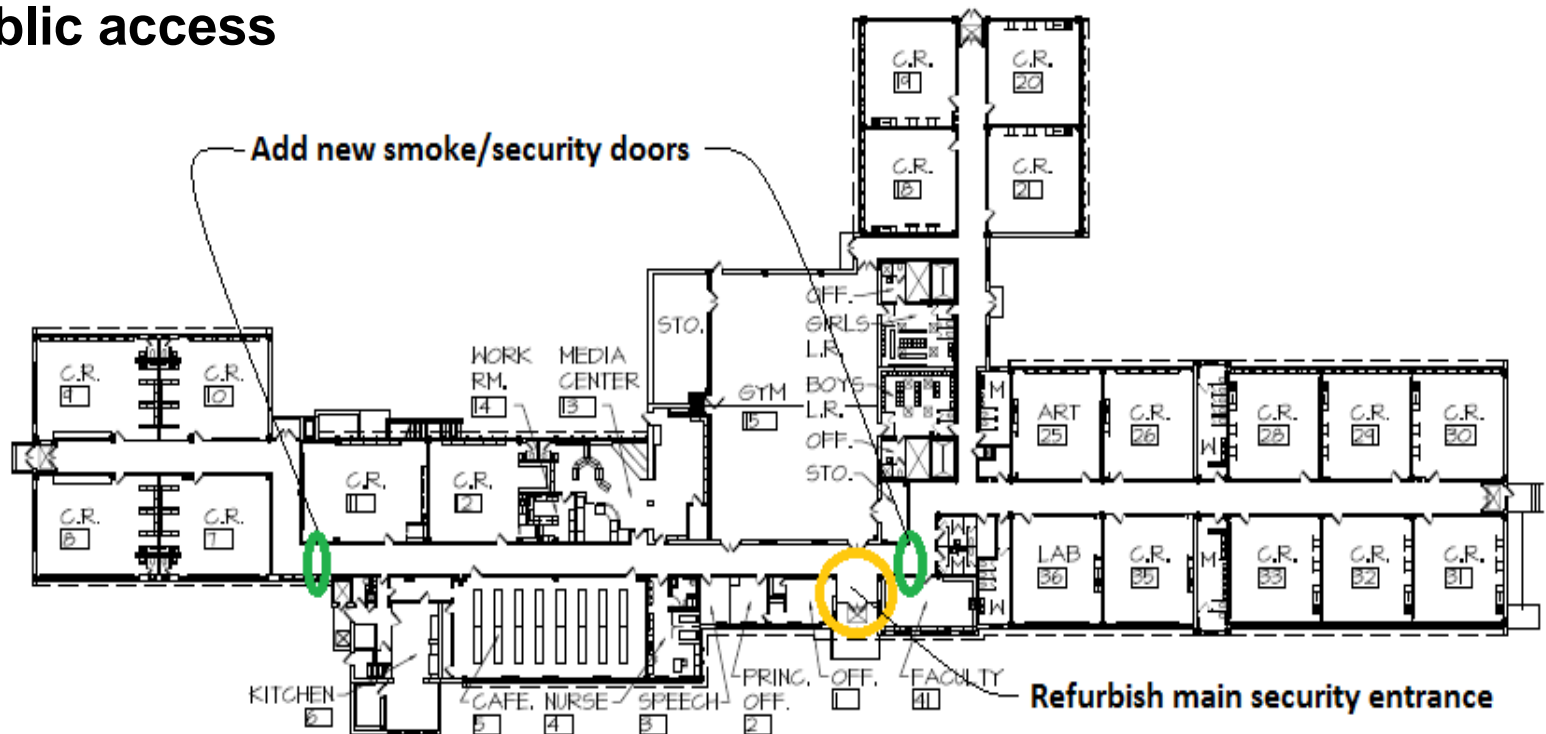 blic access
C.R.
19
C.R.
20
Add new smoke/security doors
C.R.
18
C.R.
21
OFF.
GIRLS
L.R.
STO.
WORK
RM.
14
MEDIA
CENTER
13
GYM
15
BOYS
L.R.
OFF.
STO.
C.R.
9
C.R.
10
M
ART
25
C.R.
26
W
C.R.
28
C.R.
29
C.R.
30
C.R.
11
C.R.
12
C.R.
8
C.R.
7
W
M
LAB
36
C.R.
35
M
C.R.
33
C.R.
32
C.R.
31
W
KITCHEN
6
CAFE.
5
NURSE
4
SPEECH
3
PRINC.
OFF.
2
OFF.
1
FACULTY
41
Refurbish main security entrance